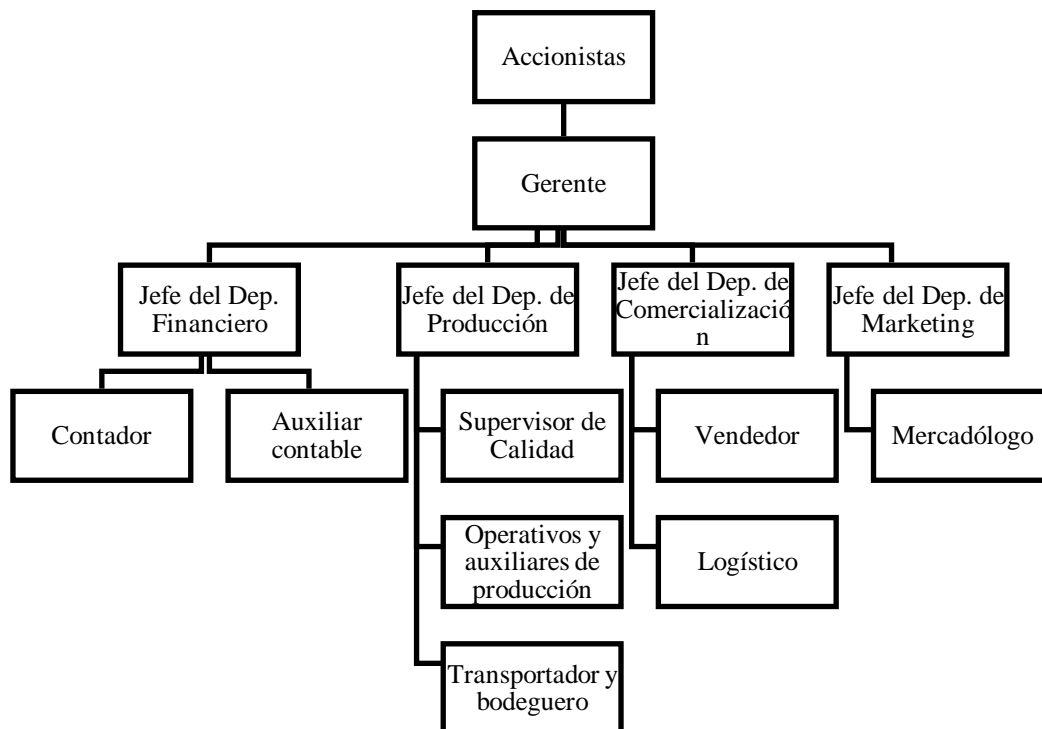 Accionistas
Gerente
Jefe del Dep.
Financiero
Jefe del Dep. de
Producción
Jefe del Dep. de
Comercializació
n
Jefe del Dep. de
Marketing
Contador
Auxiliar
contable
Supervisor de
Calidad
Vendedor
Mercadólogo
Operativos y
auxiliares de
producción
Logístico
Transportador y
bodeguero